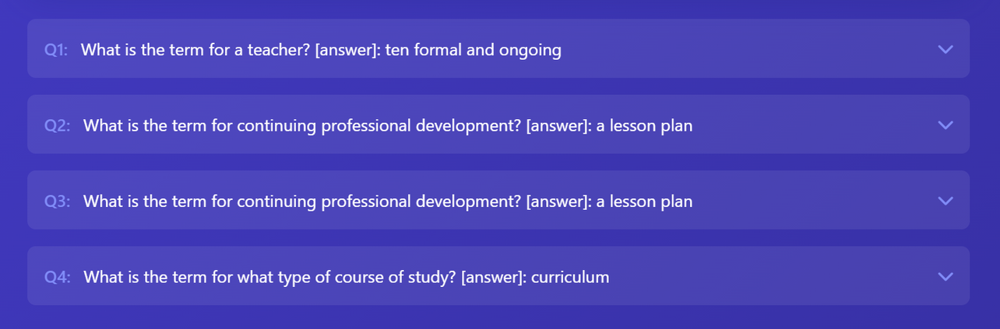 Q1: What is the term for a teacher? [answer]: ten formal and ongoing
Q2: What is the term for continuing professional development? [answer]: a lesson plan
Q3: What is the term for continuing professional development? [answer]: a lesson plan
Q4: What is the term for what type of course of study? [answer]: curriculum